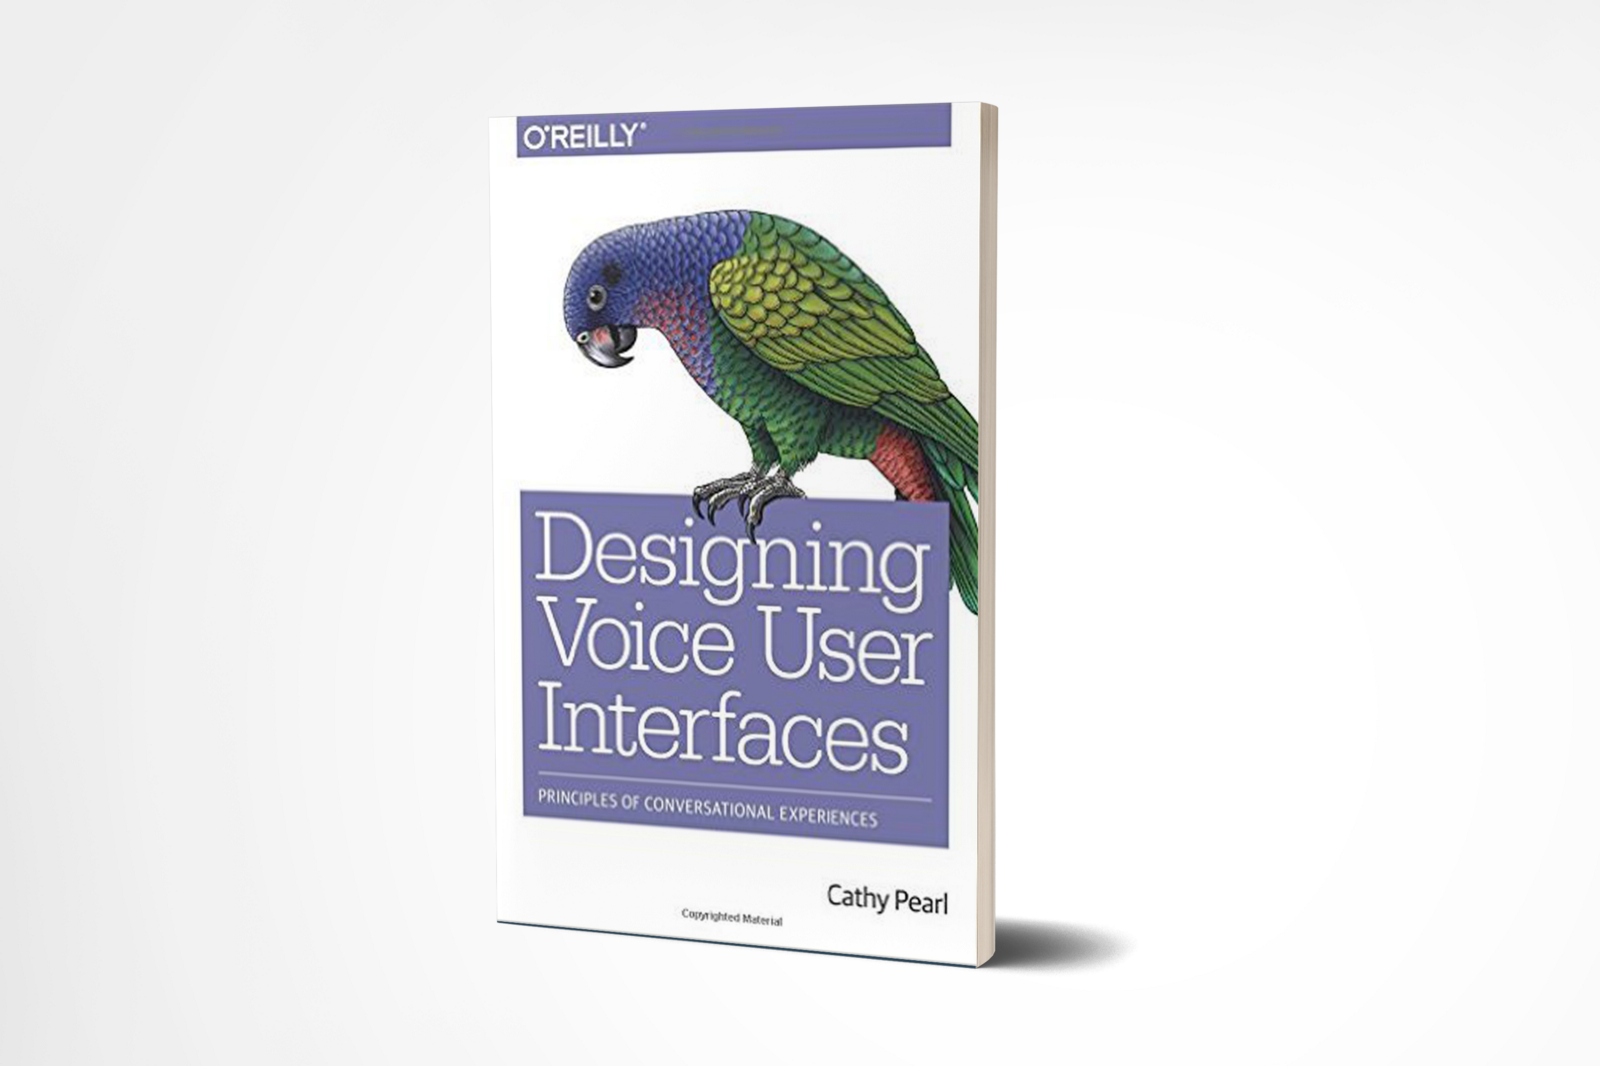 O'REILLY®
Designing
Voice User
Interfaces
PRINCIPLES OF CONVERSATIONAL EXPERIENCES
Cathy Pearl
Copyrighted Material